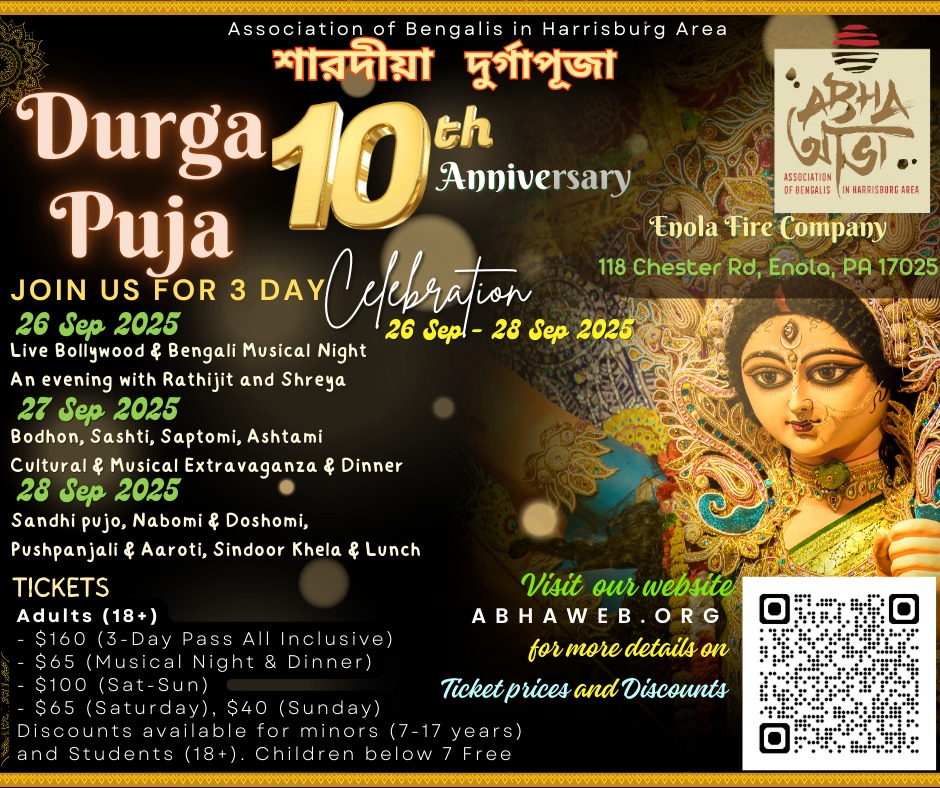 Association of Bengalis in Harrisburg Area
শারদীয়া দুর্গাপূজা
ABHA
আভা
ASSOCIATION OF BENGALIS IN HARRISBURG AREA
Durga
Puja
10th
Anniversary
Enola Fire Company
118 Chester Rd, Enola, PA 17025
JOIN US FOR 3 DAY Celebration
26 Sep - 28 Sep 2025
26 Sep 2025
Live Bollywood & Bengali Musical Night
An evening with Rathijit and Shreya
27 Sep 2025
Bodhon, Sashti, Saptomi, Ashtami
Cultural & Musical Extravaganza & Dinner
28 Sep 2025
Sandhi pujo, Nabomi & Doshomi,
Pushpanjali & Aaroti, Sindoor Khela & Lunch
TICKETS
Adults (18+)
- $160 (3-Day Pass All Inclusive)
- $65 (Musical Night & Dinner)
- $100 (Sat-Sun)
- $65 (Saturday), $40 (Sunday)
Discounts available for minors (7-17 years)
and Students (18+). Children below 7 Free
Visit our website
ABHAWEB.ORG
for more details on
Ticket prices and Discounts